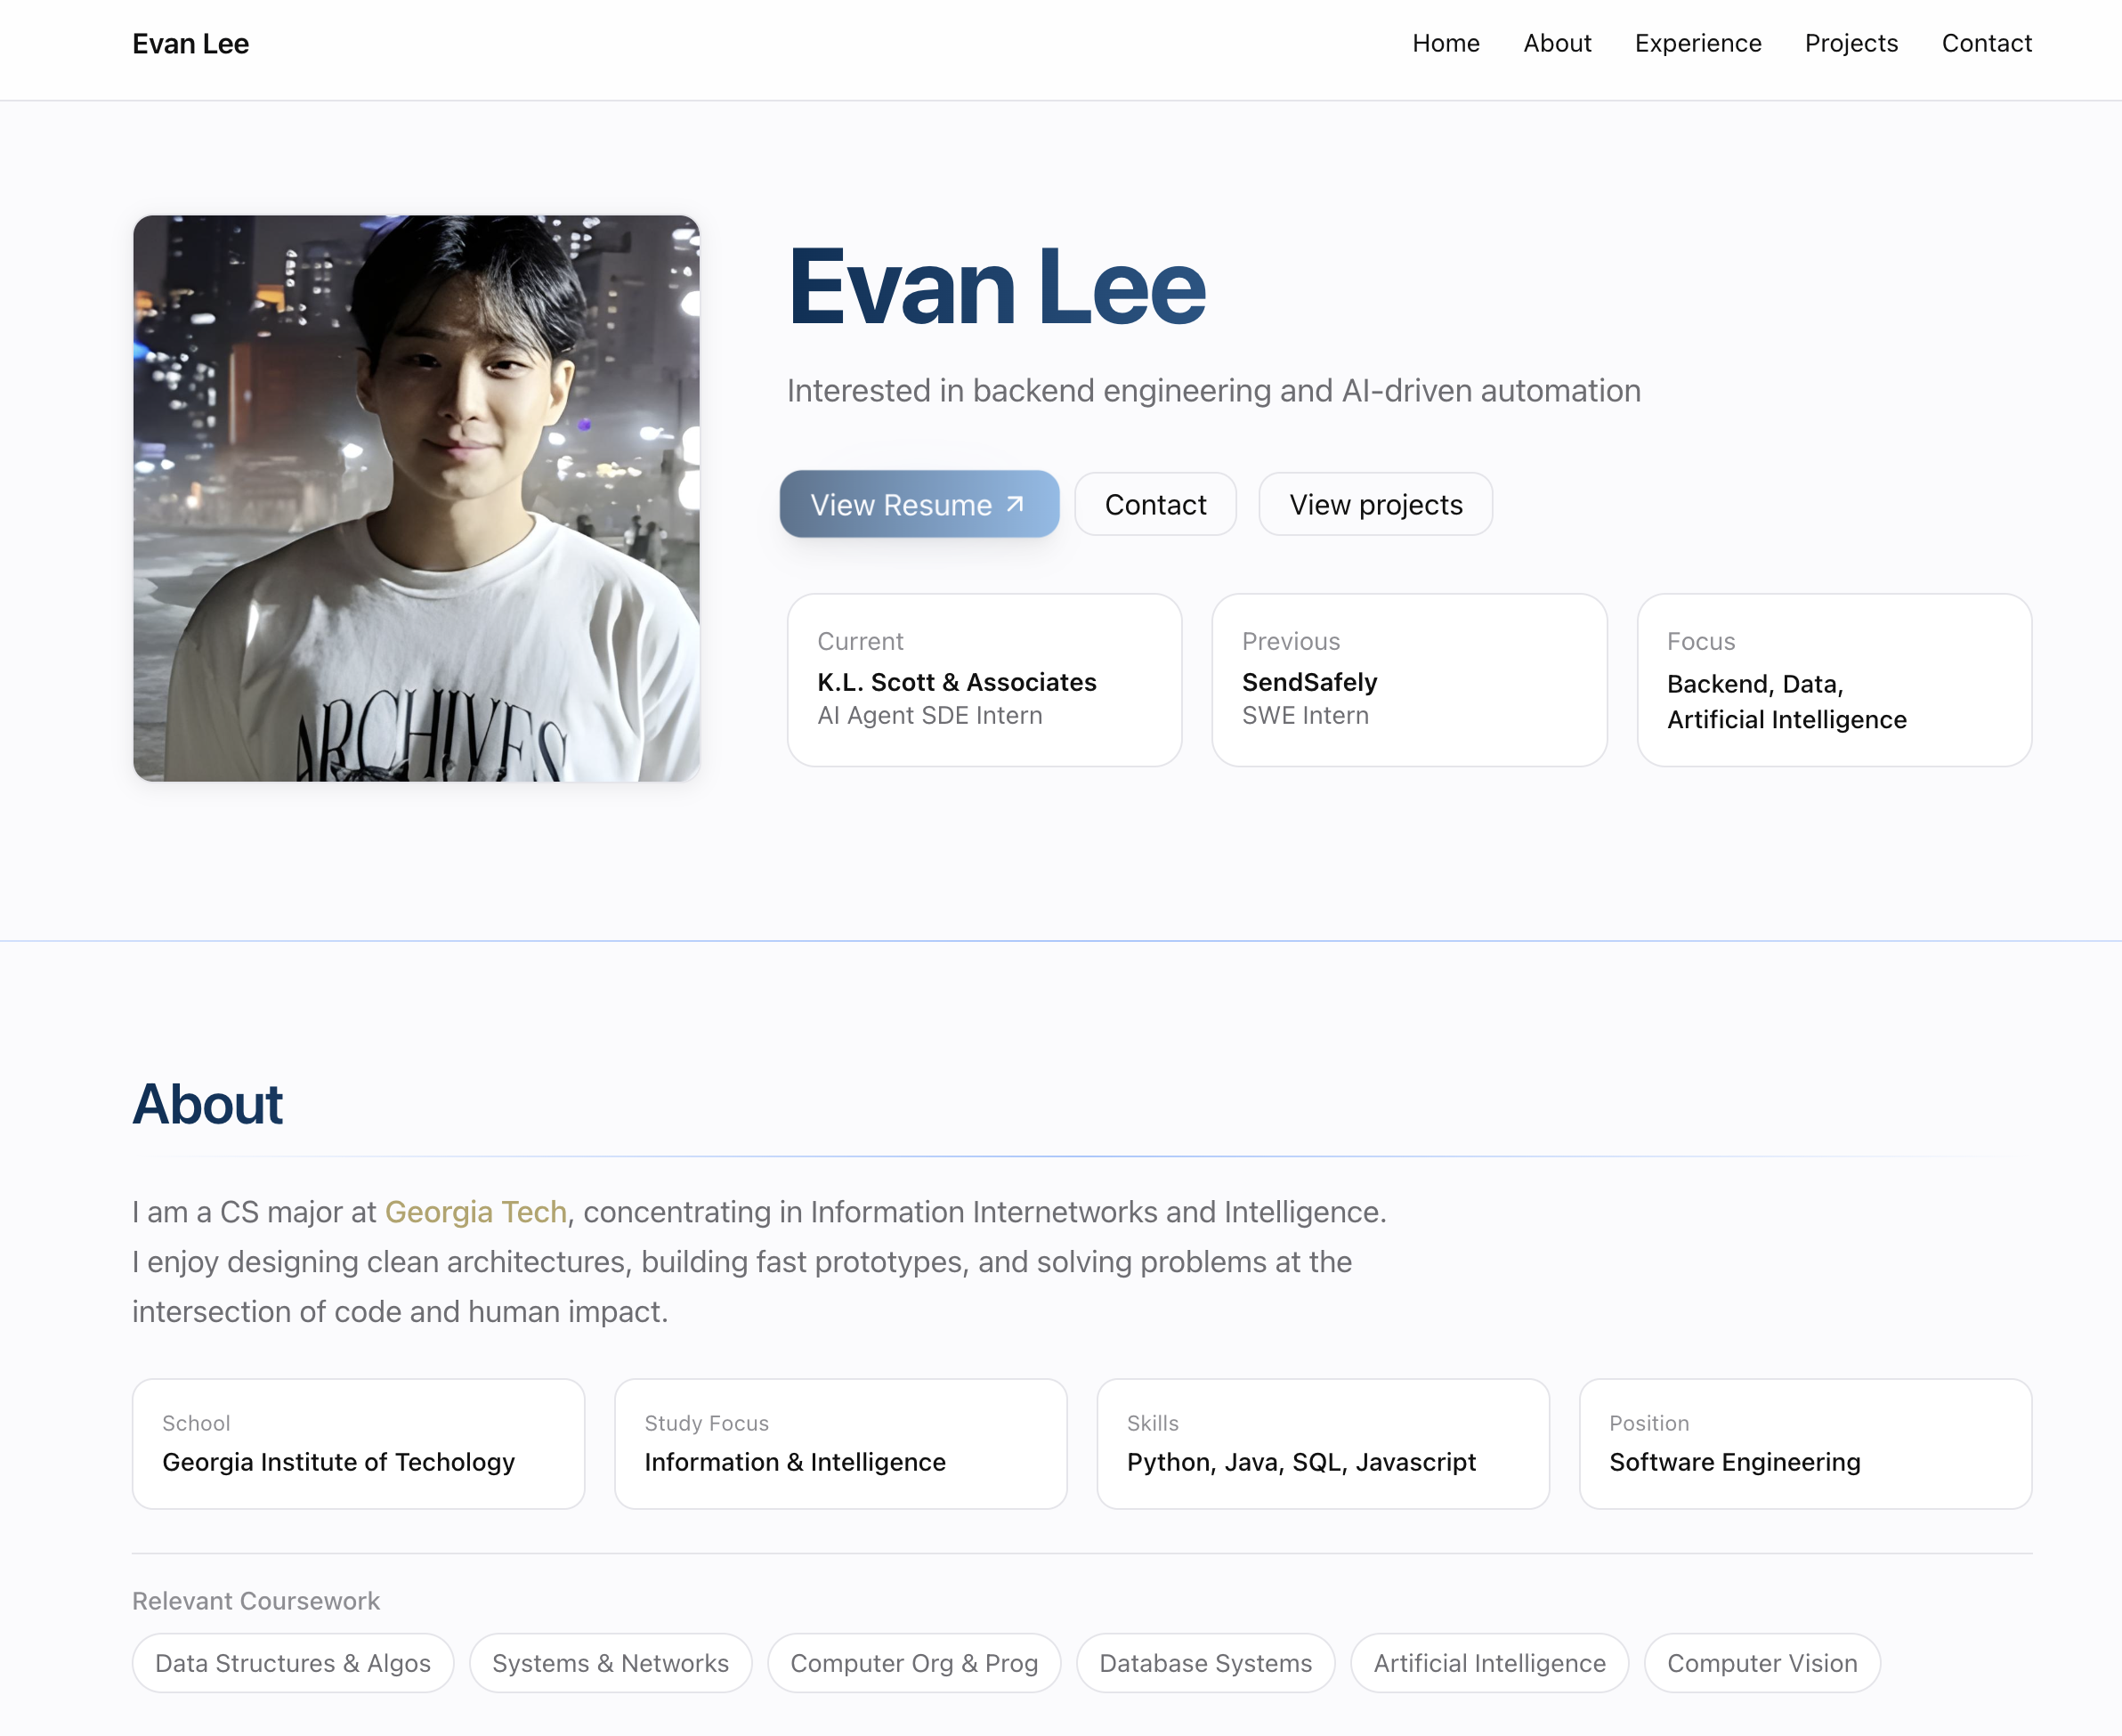 Evan Lee
Home About Experience Projects Contact
Evan Lee
Interested in backend engineering and AI-driven automation
View Resume ↗ Contact View projects
Current
K.L. Scott & Associates
AI Agent SDE Intern
Previous
SendSafely
SWE Intern
Focus
Backend, Data,
Artificial Intelligence
ARCHIVES
About
I am a CS major at Georgia Tech, concentrating in Information Internetworks and Intelligence.
I enjoy designing clean architectures, building fast prototypes, and solving problems at the
intersection of code and human impact.
School
Georgia Institute of Techology
Study Focus
Information & Intelligence
Skills
Python, Java, SQL, Javascript
Position
Software Engineering
Relevant Coursework
Data Structures & Algos Systems & Networks Computer Org & Prog Database Systems Artificial Intelligence Computer Vision